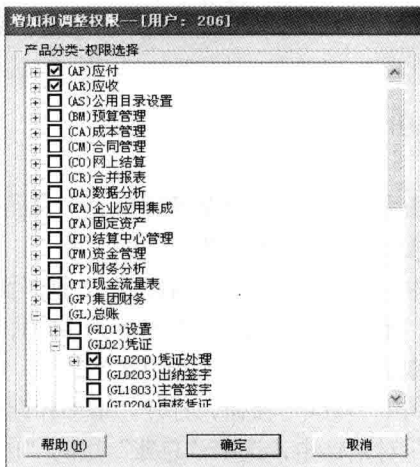 增加和调整权限--[用户：206]
产品分类-权限选择
(AP)应付
(AR)应收
(AS)公用目录设置
(BM)预算管理
(CA)成本管理
(CM)合同管理
(CO)网上结算
(CR)合并报表
(DA)数据分析
(EA)企业应用集成
(FA)固定资产
(FD)结算中心管理
(FM)资金管理
(FP)财务分析
(FT)现金流量表
(GF)集团财务
(GL)总账
(GL01)设置
(GL02)凭证
(GL0200)凭证处理
(GL0203)出纳签字
(GL1803)主管签字
(GL0204)审核凭证
帮助(H) 确定 取消